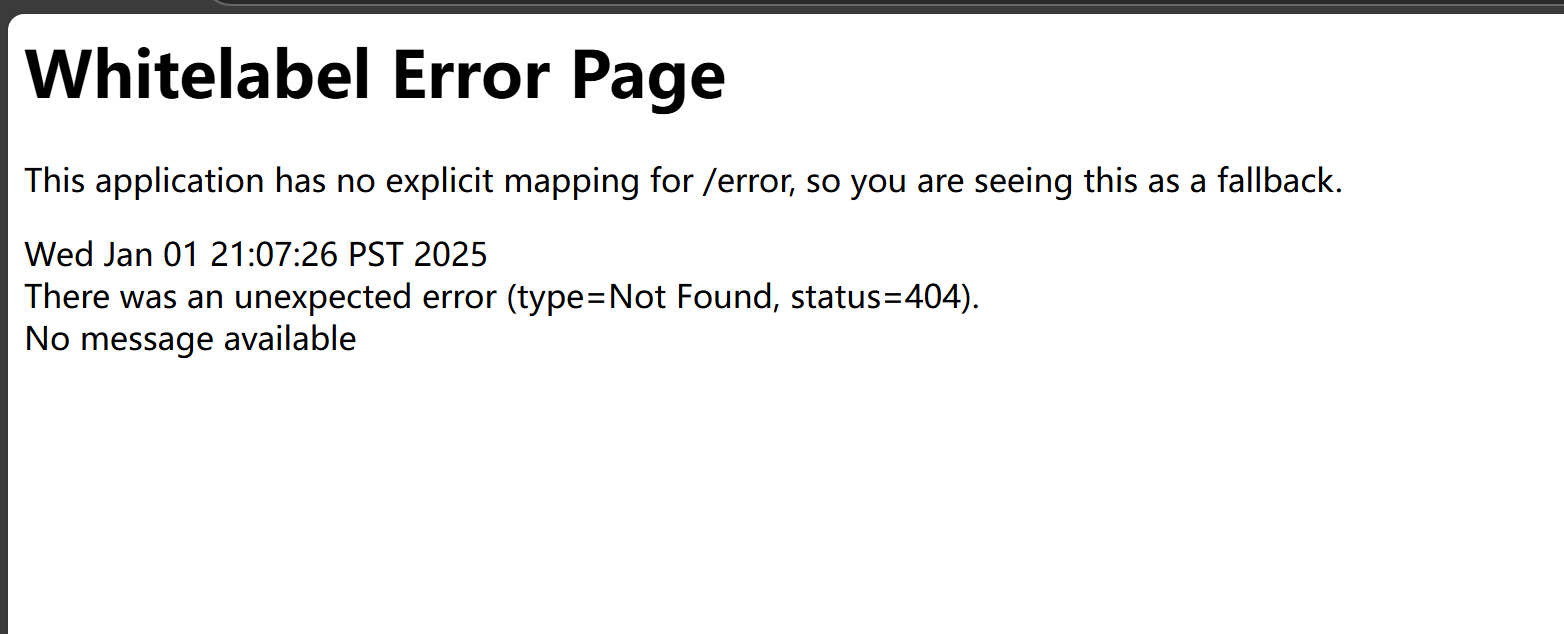 Whitelabel Error Page
This application has no explicit mapping for /error, so you are seeing this as a fallback.
Wed Jan 01 21:07:26 PST 2025
There was an unexpected error (type=Not Found, status=404).
No message available